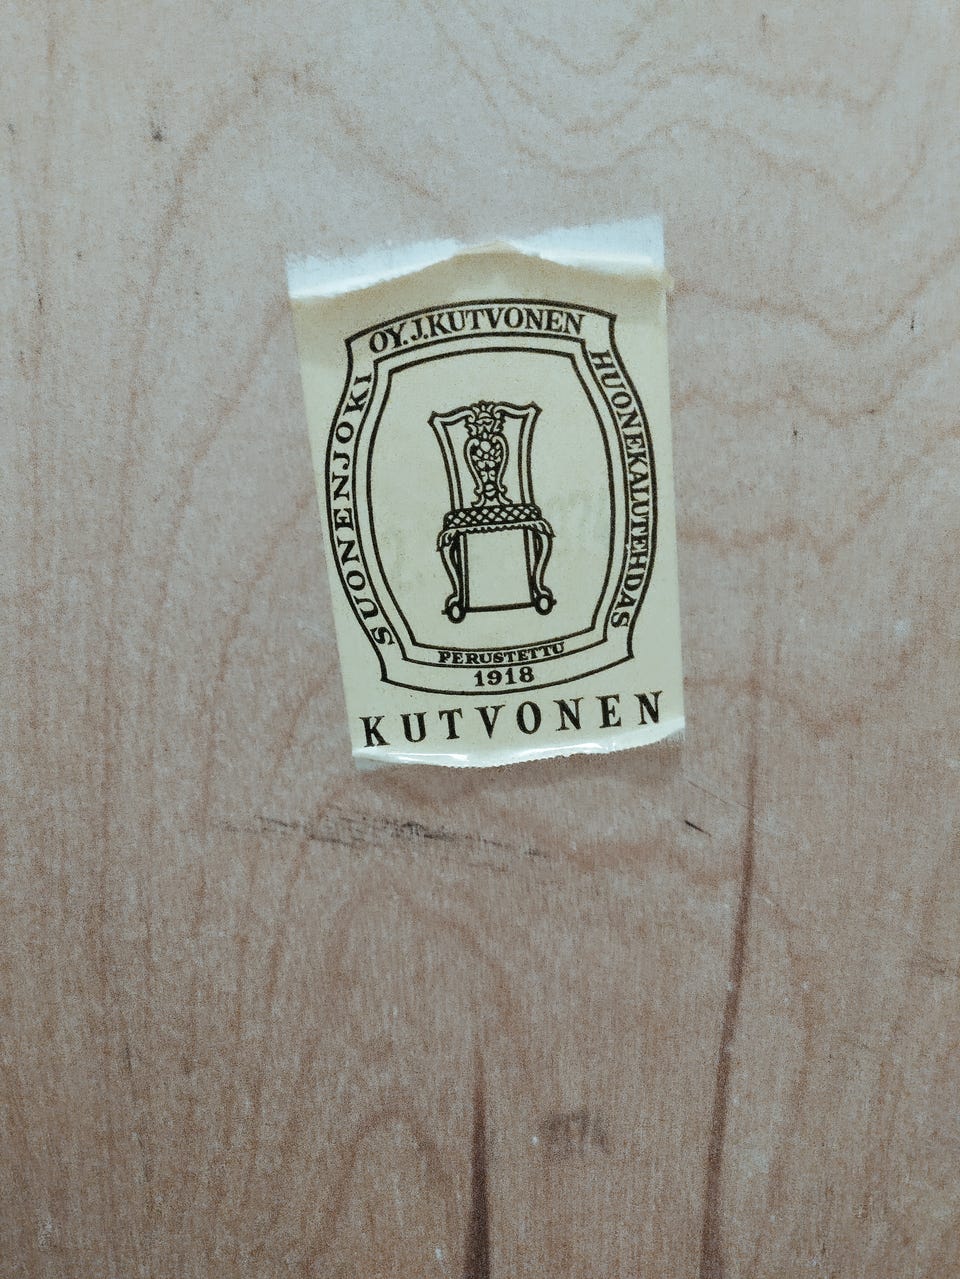 OY. J. KUTVONEN
SUONENJOKI
HUONEKALUTEHDAS
PERUSTETTU
1918
KUTVONEN